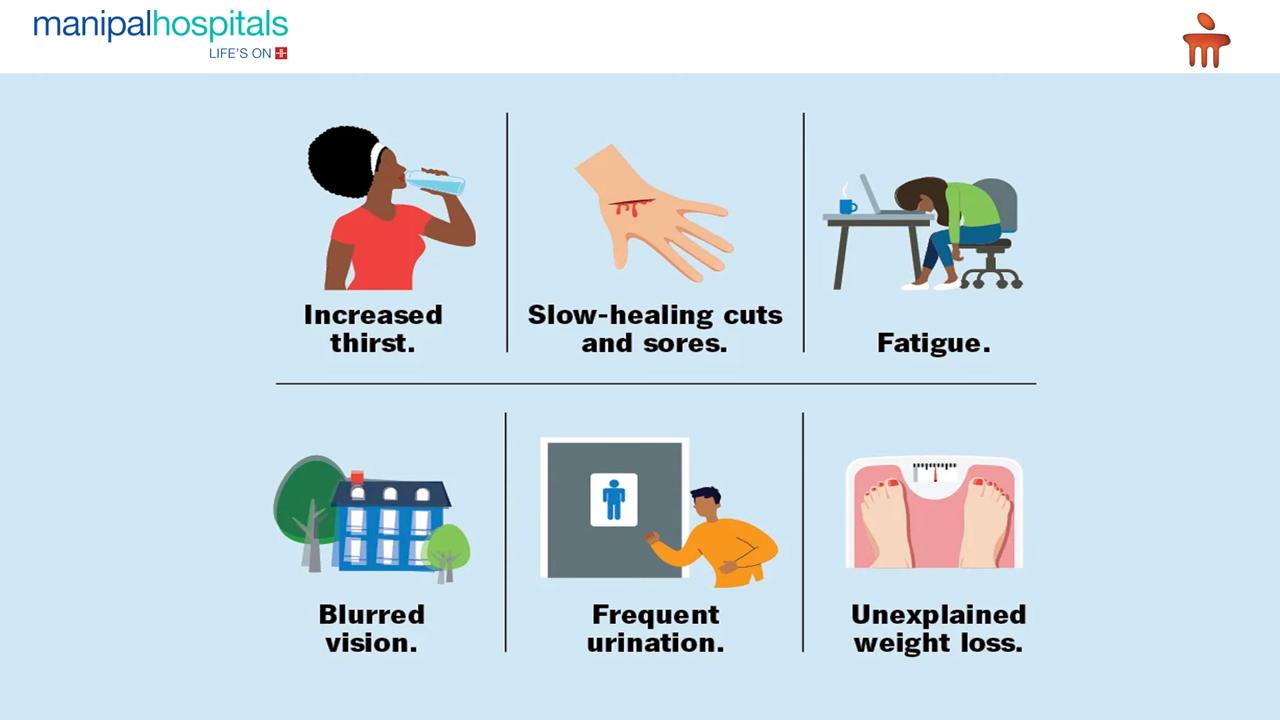 manipalhospitals
LIFE'S ON
Increased
thirst.
Slow-healing cuts
and sores.
Fatigue.
Blurred
vision.
Frequent
urination.
Unexplained
weight loss.